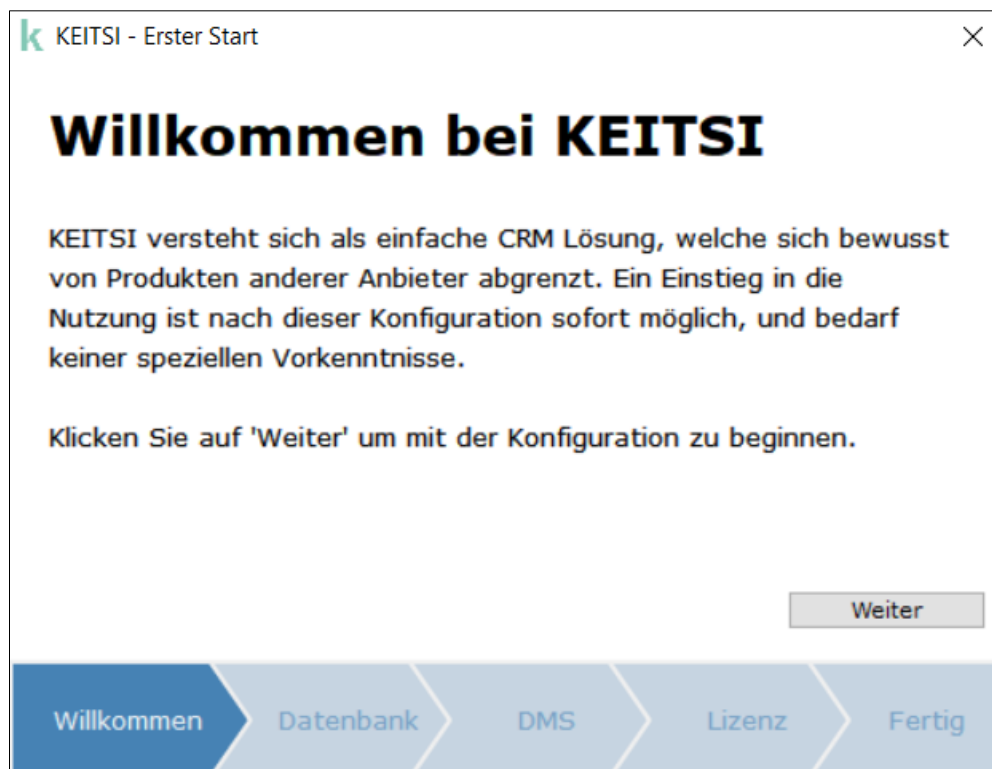 k KEITSI - Erster Start
Willkommen bei KEITSI
KEITSI versteht sich als einfache CRM Lösung, welche sich bewusst
von Produkten anderer Anbieter abgrenzt. Ein Einstieg in die
Nutzung ist nach dieser Konfiguration sofort möglich, und bedarf
keiner speziellen Vorkenntnisse.
Klicken Sie auf 'Weiter' um mit der Konfiguration zu beginnen.
Weiter
Willkommen Datenbank DMS Lizenz Fertig